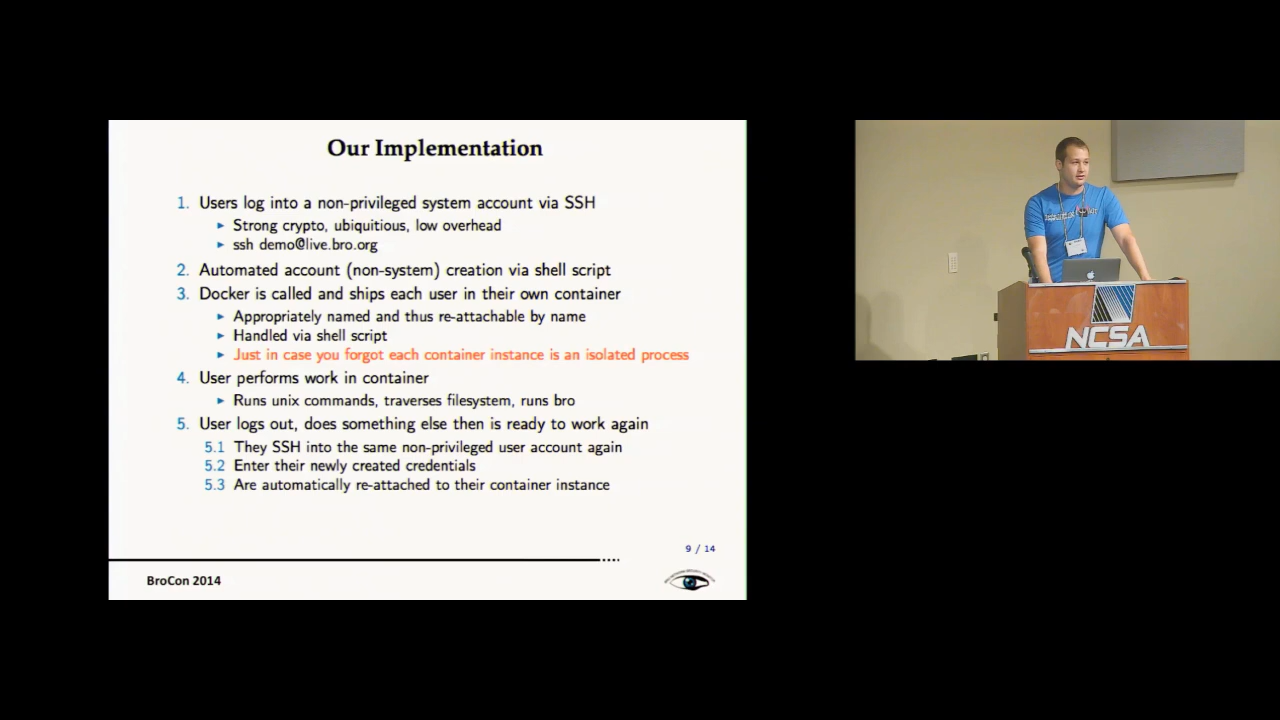 Our Implementation
1. Users log into a non-privileged system account via SSH
▸ Strong crypto, ubiquitious, low overhead
▸ ssh demo@live.bro.org
2. Automated account (non-system) creation via shell script
3. Docker is called and ships each user in their own container
▸ Appropriately named and thus re-attachable by name
▸ Handled via shell script
▸ Just in case you forgot each container instance is an isolated process
4. User performs work in container
▸ Runs unix commands, traverses filesystem, runs bro
5. User logs out, does something else then is ready to work again
5.1 They SSH into the same non-privileged user account again
5.2 Enter their newly created credentials
5.3 Are automatically re-attached to their container instance
9 / 14
BroCon 2014
NCSA